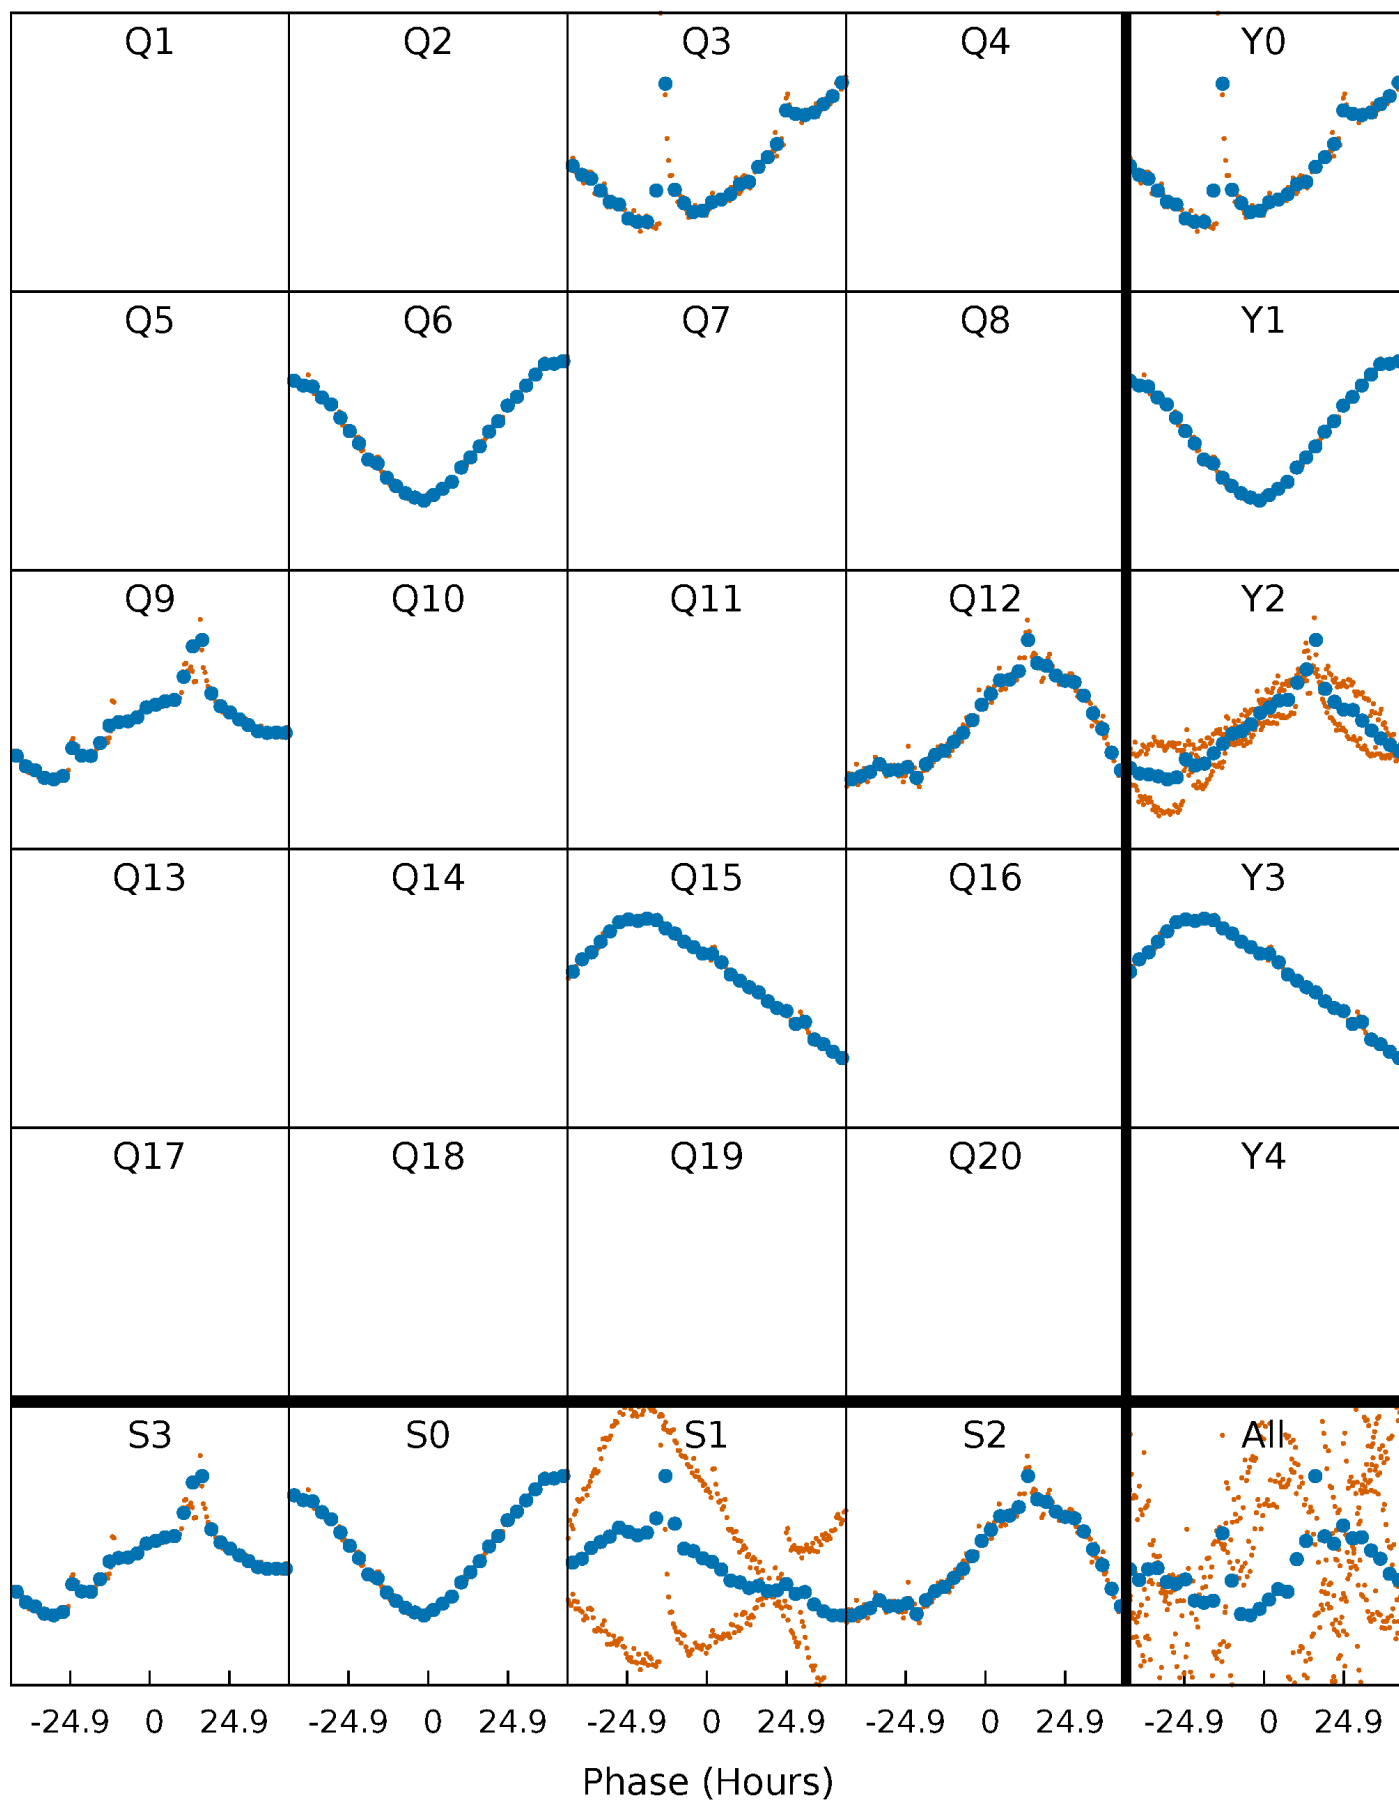 Q1 Q2 Q3 Q4 Y0
Q5 Q6 Q7 Q8 Y1
Q9 Q10 Q11 Q12 Y2
Q13 Q14 Q15 Q16 Y3
Q17 Q18 Q19 Q20 Y4
S3 S0 S1 S2 All
-24.9 0 24.9 -24.9 0 24.9 -24.9 0 24.9 -24.9 0 24.9 -24.9 0 24.9
Phase (Hours)